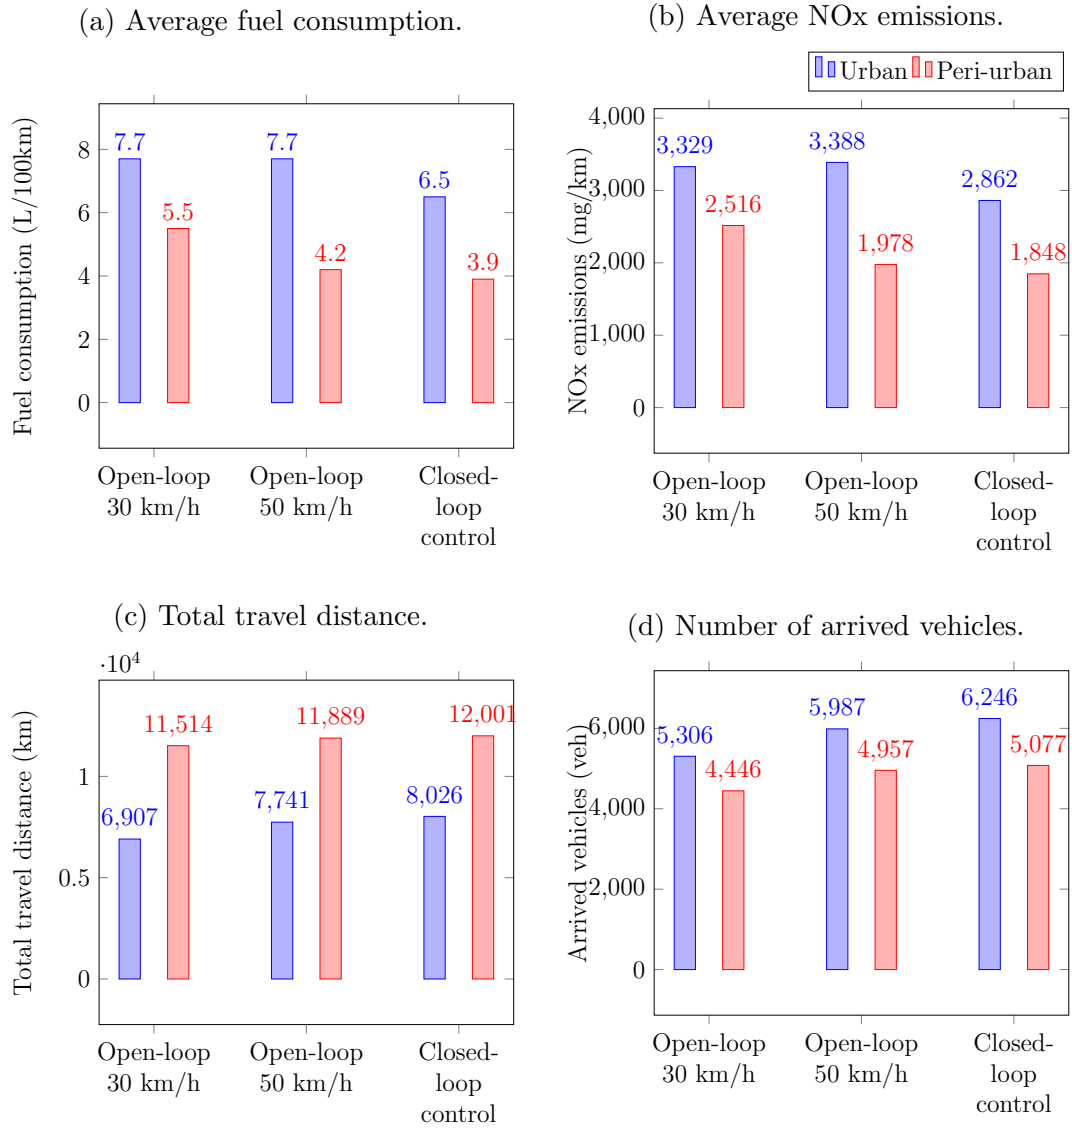 (a) Average fuel consumption.
Fuel consumption (L/100km)
8
6
4
2
0
7.7
7.7
6.5
5.5
4.2
3.9
Open-loop
30 km/h
Open-loop
50 km/h
Closed-
loop
control
(b) Average NOx emissions.
Urban Peri-urban
NOx emissions (mg/km)
4,000
3,000
2,000
1,000
0
3,329
3,388
2,862
2,516
1,978
1,848
Open-loop
30 km/h
Open-loop
50 km/h
Closed-
loop
control
(c) Total travel distance.
·10⁴
Total travel distance (km)
1
0.5
0
11,514
11,889
12,001
6,907
7,741
8,026
Open-loop
30 km/h
Open-loop
50 km/h
Closed-
loop
control
(d) Number of arrived vehicles.
Arrived vehicles (veh)
6,000
4,000
2,000
0
5,306
5,987
6,246
4,446
4,957
5,077
Open-loop
30 km/h
Open-loop
50 km/h
Closed-
loop
control